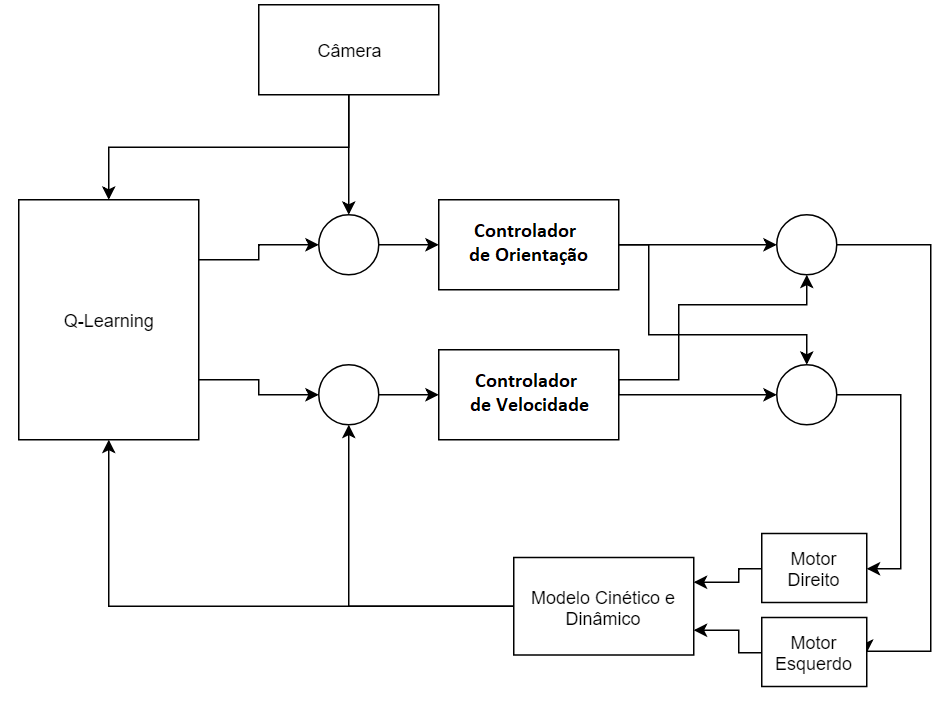 Câmera
Controlador
de Orientação
Q-Learning
Controlador
de Velocidade
Motor
Direito
Modelo Cinético e
Dinâmico
Motor
Esquerdo